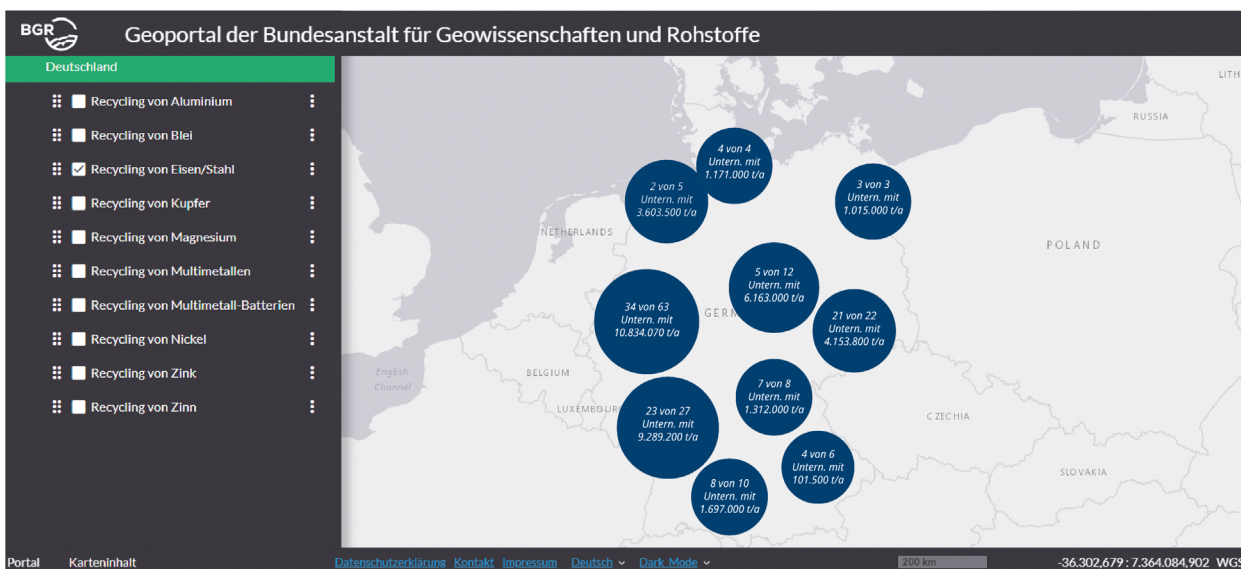 BGR
Geoportal der Bundesanstalt für Geowissenschaften und Rohstoffe
Deutschland
Recycling von Aluminium
Recycling von Blei
Recycling von Eisen/Stahl
Recycling von Kupfer
Recycling von Magnesium
Recycling von Multimetallen
Recycling von Multimetall-Batterien
Recycling von Nickel
Recycling von Zink
Recycling von Zinn
LITH
RUSSIA
4 von 4
Untern. mit
1.171.000 t/a
2 von 5
Untern. mit
3.603.500 t/a
3 von 3
Untern. mit
1.015.000 t/a
NETHERLANDS
POLAND
5 von 12
Untern. mit
6.163.000 t/a
34 von 63
Untern. mit
10.834.070 t/a
GERM
21 von 22
Untern. mit
4.153.800 t/a
English
Channel
BELGIUM
7 von 8
Untern. mit
1.312.000 t/a
LUXEMBOUR
23 von 27
Untern. mit
9.289.200 t/a
CZECHIA
4 von 6
Untern. mit
101.500 t/a
SLOVAKIA
8 von 10
Untern. mit
1.697.000 t/a
Portal Karteninhalt Datenschutzerklärung Kontakt Impressum Deutsch Dark Mode 200 km -36.302,679 : 7.364.084,902 WGS